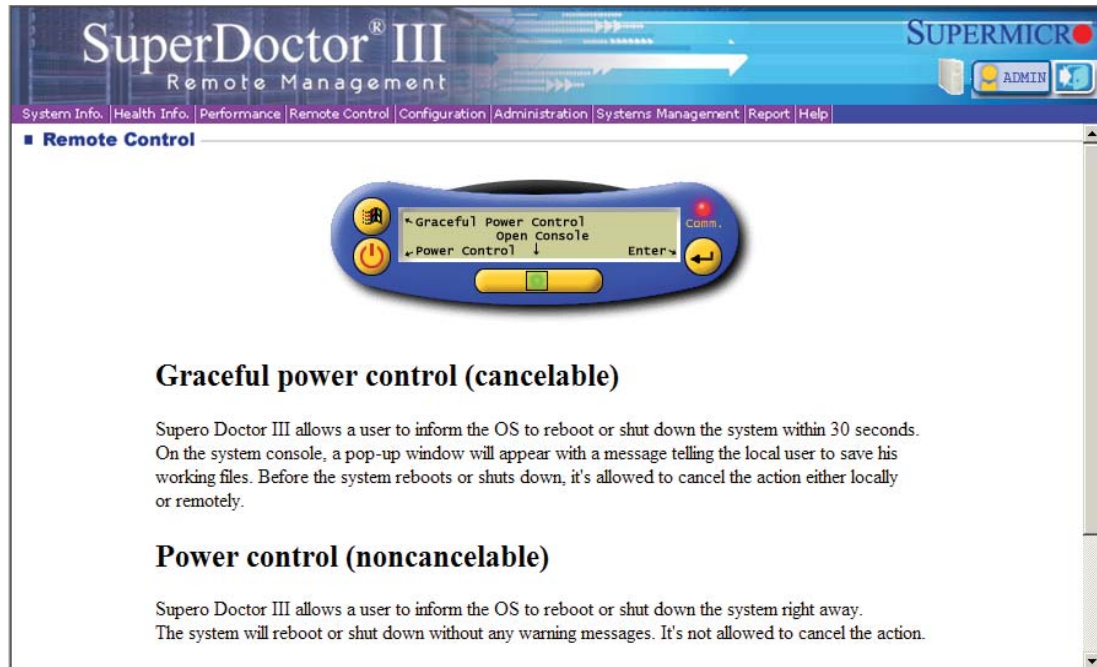 SuperDoctor® III
Remote Management
SUPERMICRO
ADMIN
System Info. Health Info. Performance Remote Control Configuration Administration Systems Management Report Help
Remote Control
Graceful Power Control
Open Console
Power Control ↓ Enter
Comm.
Graceful power control (cancelable)
Supero Doctor III allows a user to inform the OS to reboot or shut down the system within 30 seconds.
On the system console, a pop-up window will appear with a message telling the local user to save his
working files. Before the system reboots or shuts down, it's allowed to cancel the action either locally
or remotely.
Power control (noncancelable)
Supero Doctor III allows a user to inform the OS to reboot or shut down the system right away.
The system will reboot or shut down without any warning messages. It's not allowed to cancel the action.